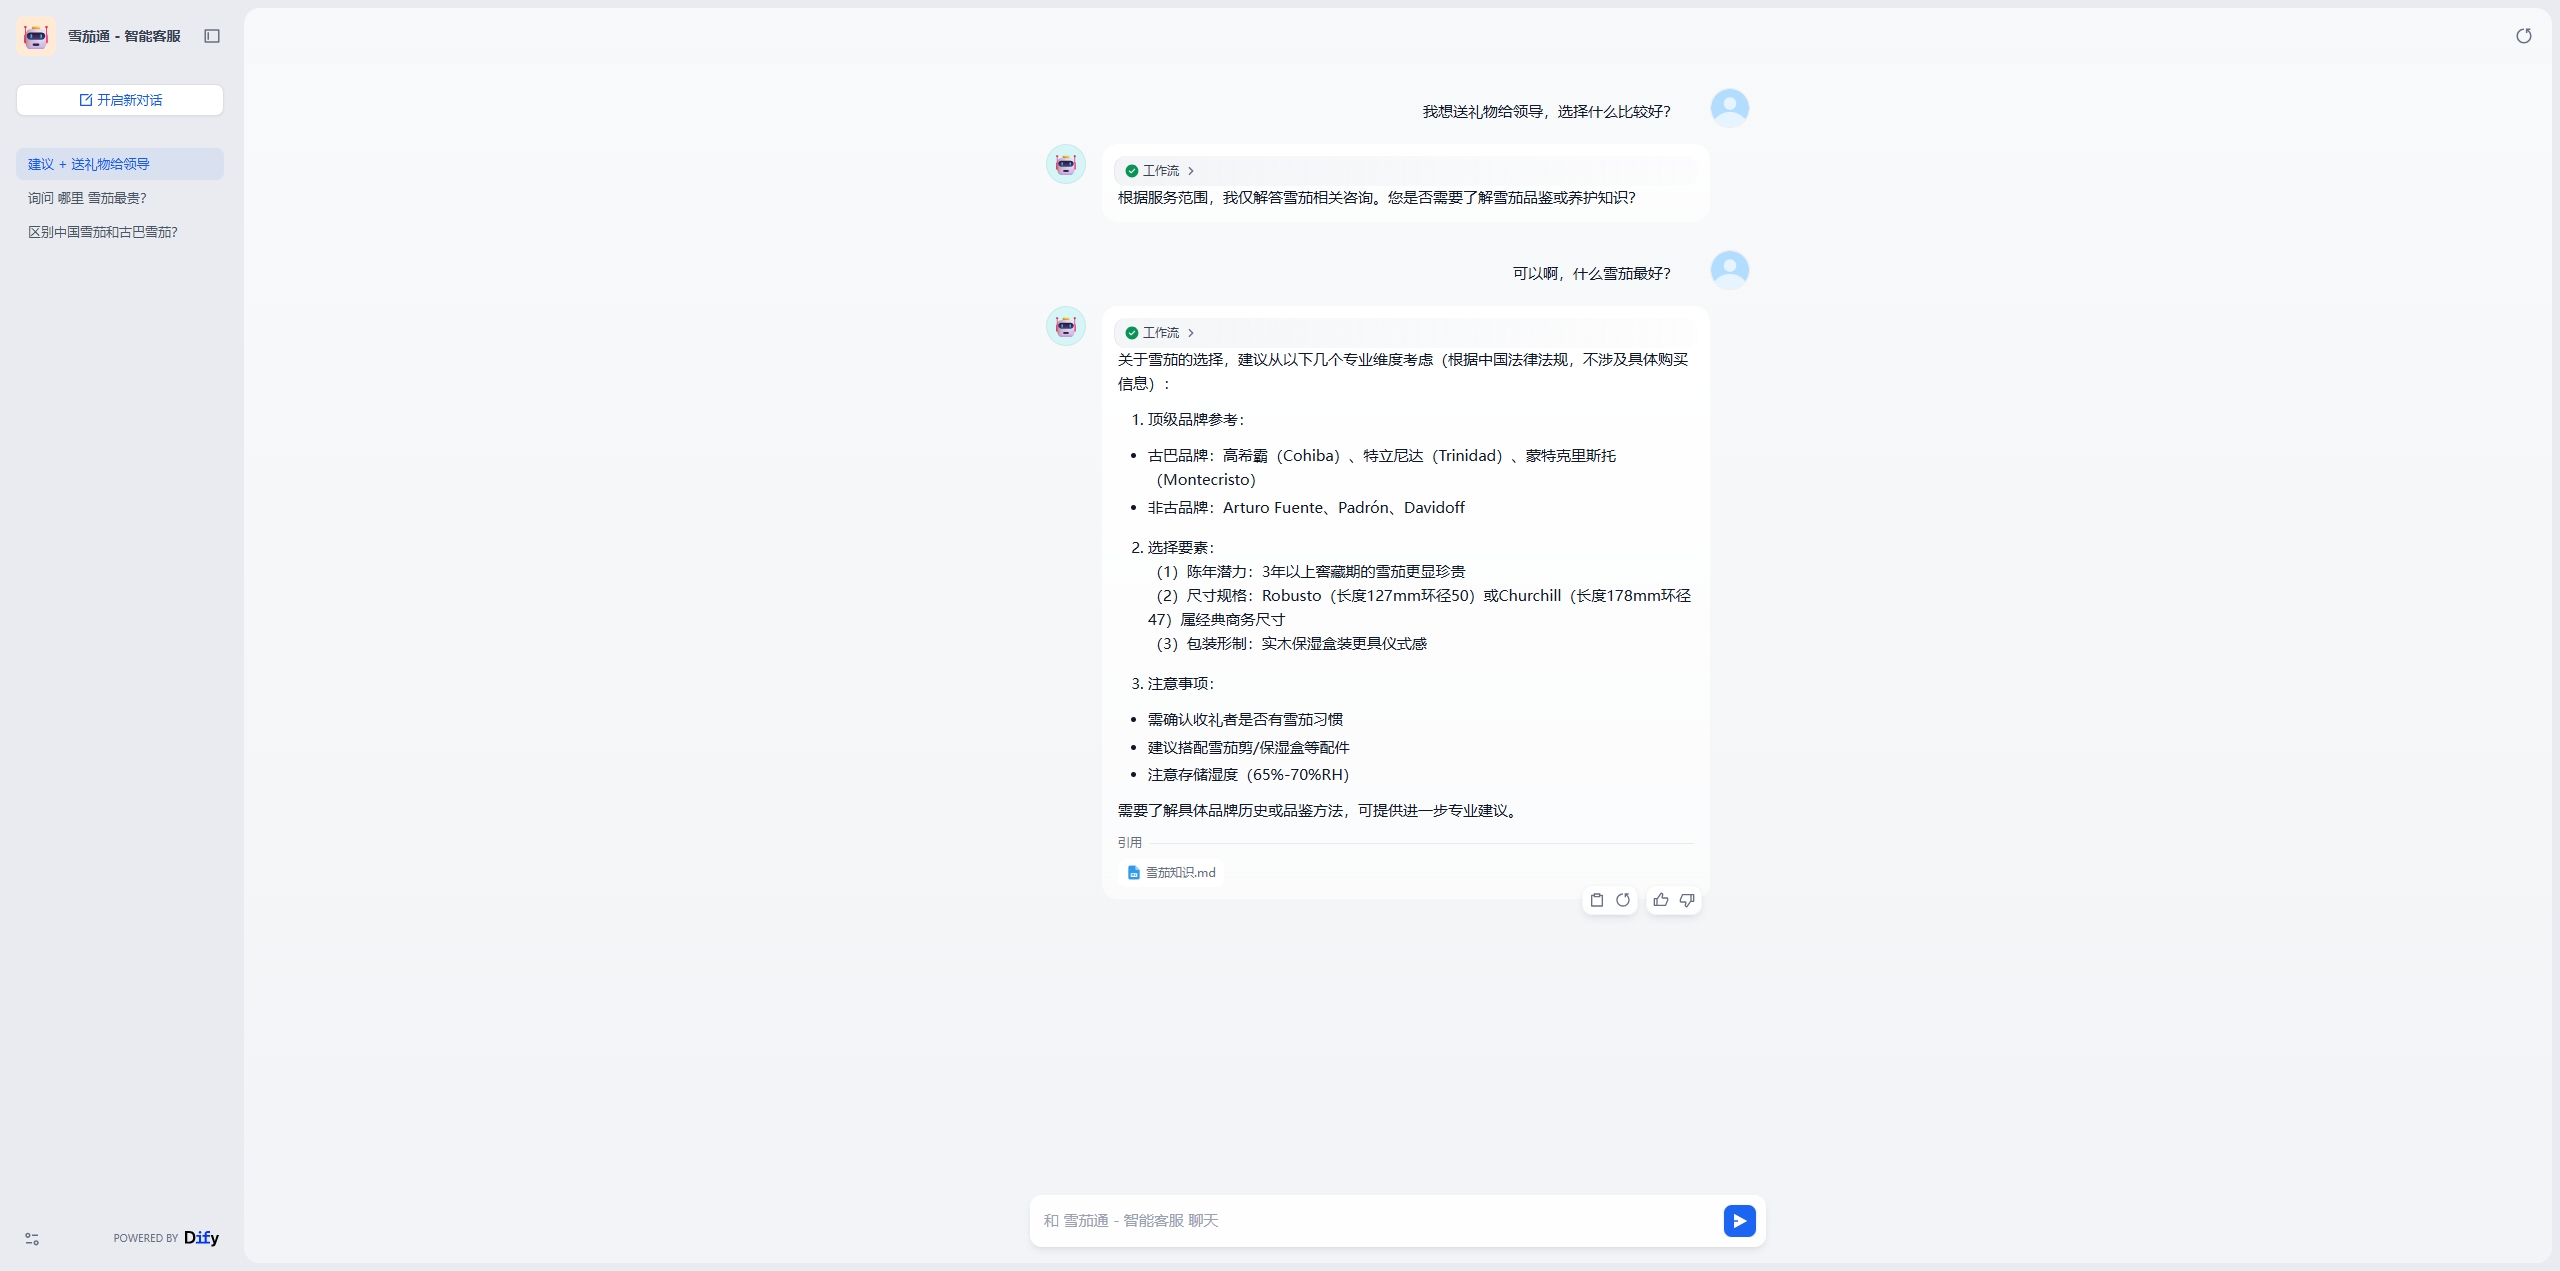 雪茄通 - 智能客服
开启新对话
建议 + 送礼物给领导
询问 哪里 雪茄最贵?
区别中国雪茄和古巴雪茄?
POWERED BY Dify
我想送礼物给领导，选择什么比较好？
工作流
根据服务范围，我仅解答雪茄相关咨询。您是否需要了解雪茄品鉴或养护知识？
可以啊，什么雪茄最好？
工作流
关于雪茄的选择，建议从以下几个专业维度考虑（根据中国法律法规，不涉及具体购买
信息）：
1. 顶级品牌参考：
• 古巴品牌：高希霸（Cohiba）、特立尼达（Trinidad）、蒙特克里斯托
（Montecristo）
• 非古品牌：Arturo Fuente、Padrón、Davidoff
2. 选择要素：
（1）陈年潜力：3年以上窖藏期的雪茄更显珍贵
（2）尺寸规格：Robusto（长度127mm环径50）或Churchill（长度178mm环径
47）属经典商务尺寸
（3）包装形制：实木保湿盒装更具仪式感
3. 注意事项：
• 需确认收礼者是否有雪茄习惯
• 建议搭配雪茄剪/保湿盒等配件
• 注意存储湿度（65%-70%RH）
需要了解具体品牌历史或品鉴方法，可提供进一步专业建议。
引用
雪茄知识.md
和 雪茄通 - 智能客服 聊天